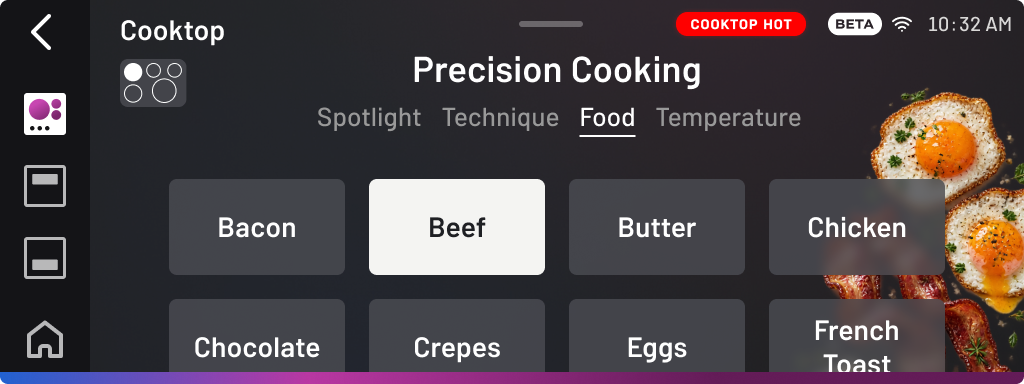 Cooktop
COOKTOP HOT
BETA
10:32 AM
Precision Cooking
Spotlight Technique Food Temperature
Bacon Beef Butter Chicken
Chocolate Crepes Eggs French
Toast